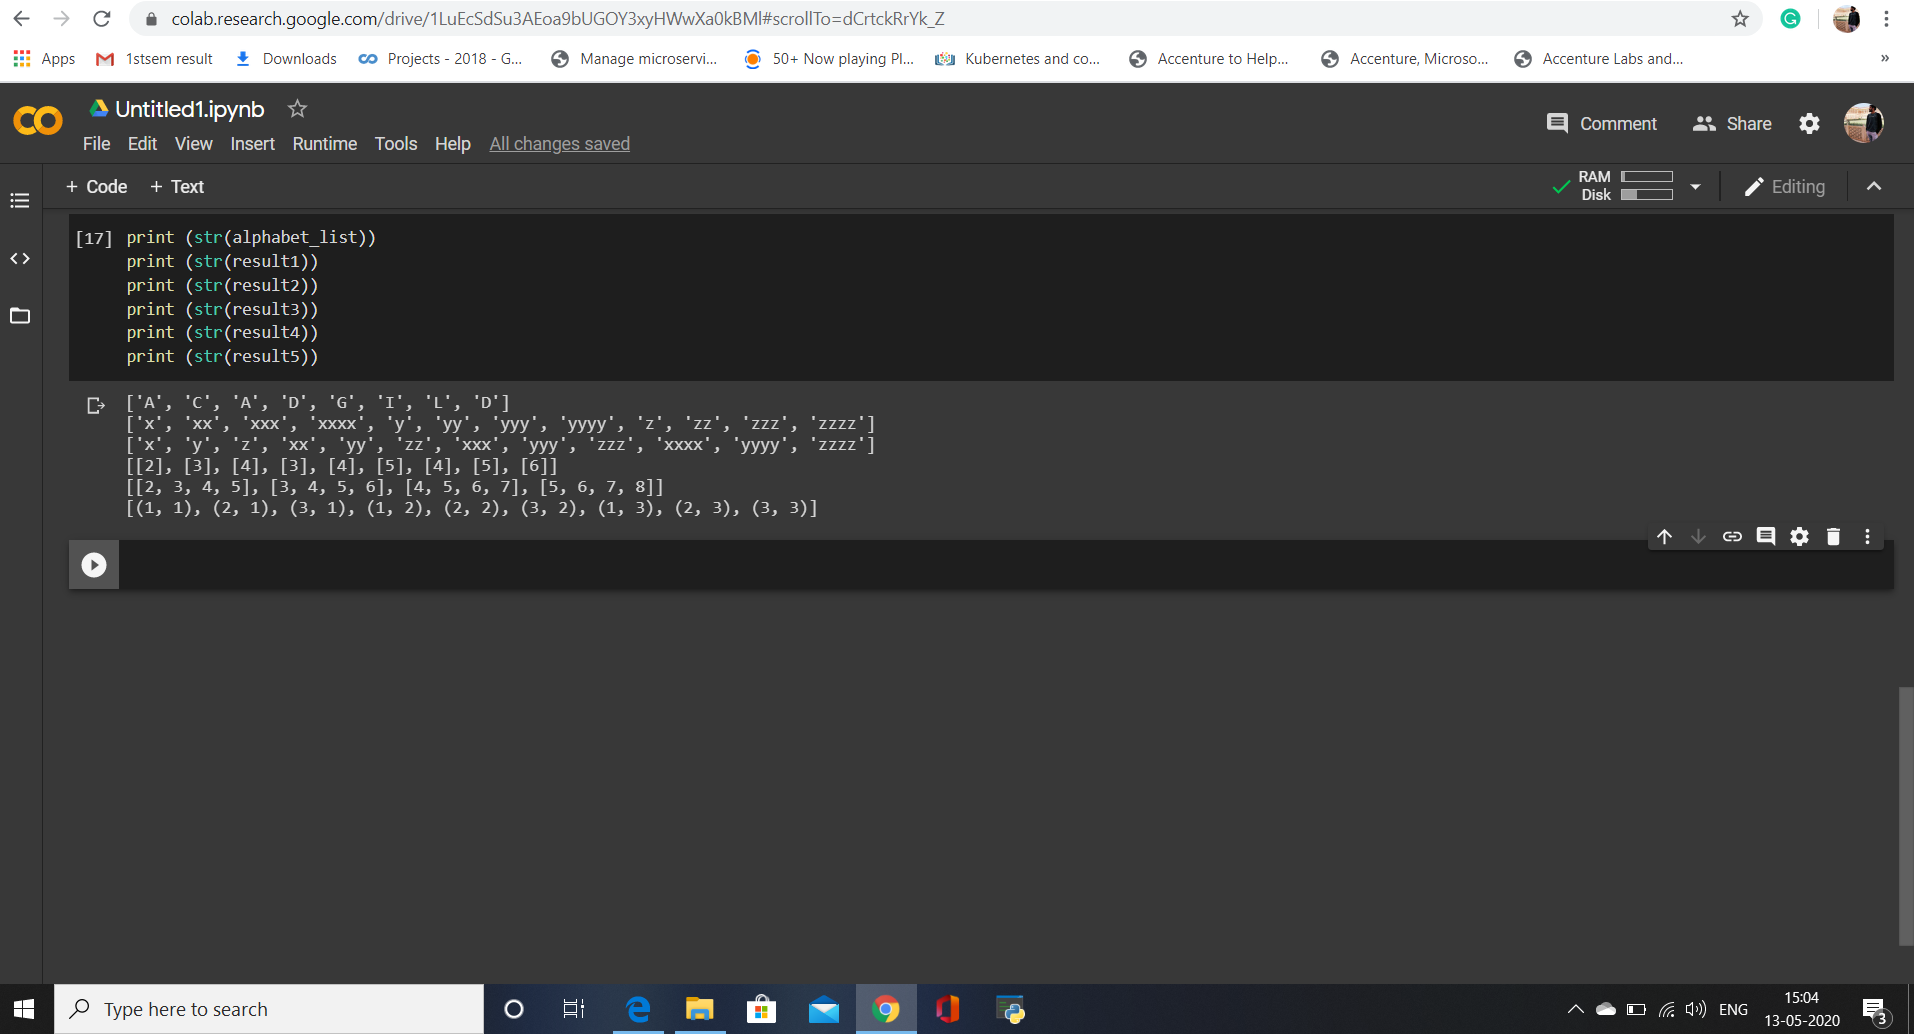 colab.research.google.com/drive/1LuEcSdSu3AEoa9bUGOY3xyHWwXa0kBMl#scrollTo=dCrtckRrYk_Z
Apps 1stsem result Downloads Projects - 2018 - G... Manage microservi... 50+ Now playing Pl... Kubernetes and co... Accenture to Help... Accenture, Microso... Accenture Labs and... »
Untitled1.ipynb
Comment Share
File Edit View Insert Runtime Tools Help All changes saved
+ Code + Text
RAM
Disk
Editing
[17] print (str(alphabet_list))
print (str(result1))
print (str(result2))
print (str(result3))
print (str(result4))
print (str(result5))
['A', 'C', 'A', 'D', 'G', 'I', 'L', 'D']
['x', 'xx', 'xxx', 'xxxx', 'y', 'yy', 'yyy', 'yyyy', 'z', 'zz', 'zzz', 'zzzz']
['x', 'y', 'z', 'xx', 'yy', 'zz', 'xxx', 'yyy', 'zzz', 'xxxx', 'yyyy', 'zzzz']
[[2], [3], [4], [3], [4], [5], [4], [5], [6]]
[[2, 3, 4, 5], [3, 4, 5, 6], [4, 5, 6, 7], [5, 6, 7, 8]]
[(1, 1), (2, 1), (3, 1), (1, 2), (2, 2), (3, 2), (1, 3), (2, 3), (3, 3)]
Type here to search
ENG
15:04
13-05-2020
3